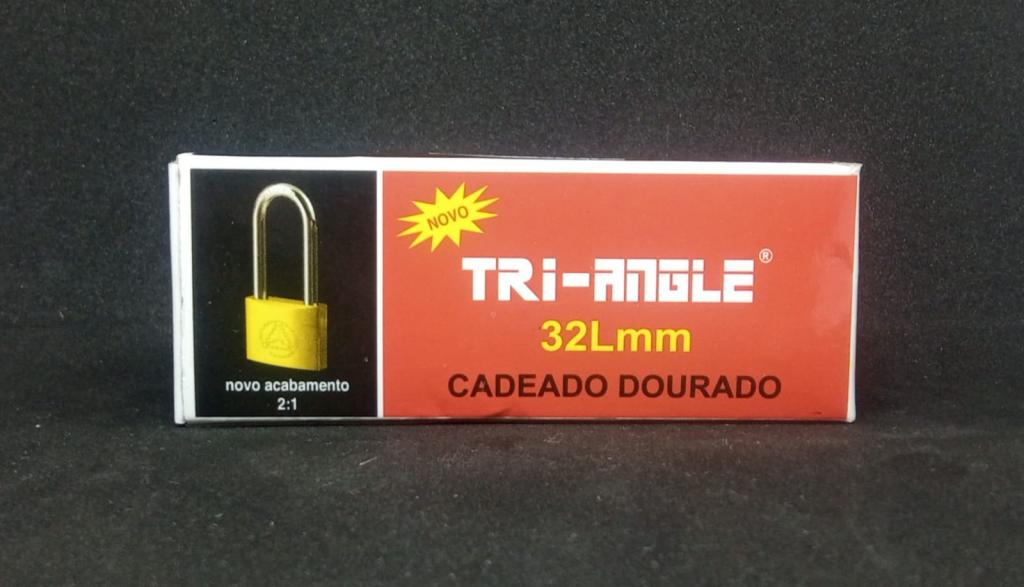 NOVO
TRi-ANGLE®
32Lmm
CADEADO DOURADO
novo acabamento
2:1